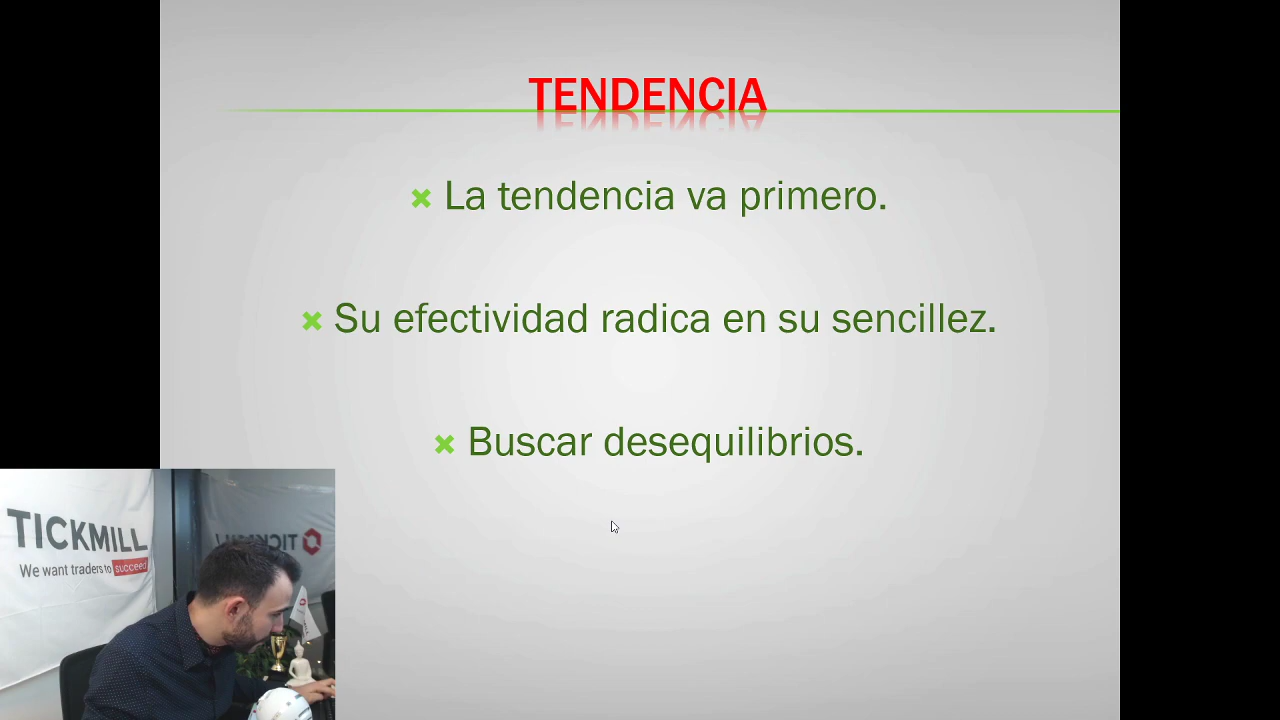 TENDENCIA
La tendencia va primero.
Su efectividad radica en su sencillez.
Buscar desequilibrios.
TICKMILL
We want traders to succeed
TICKMILL